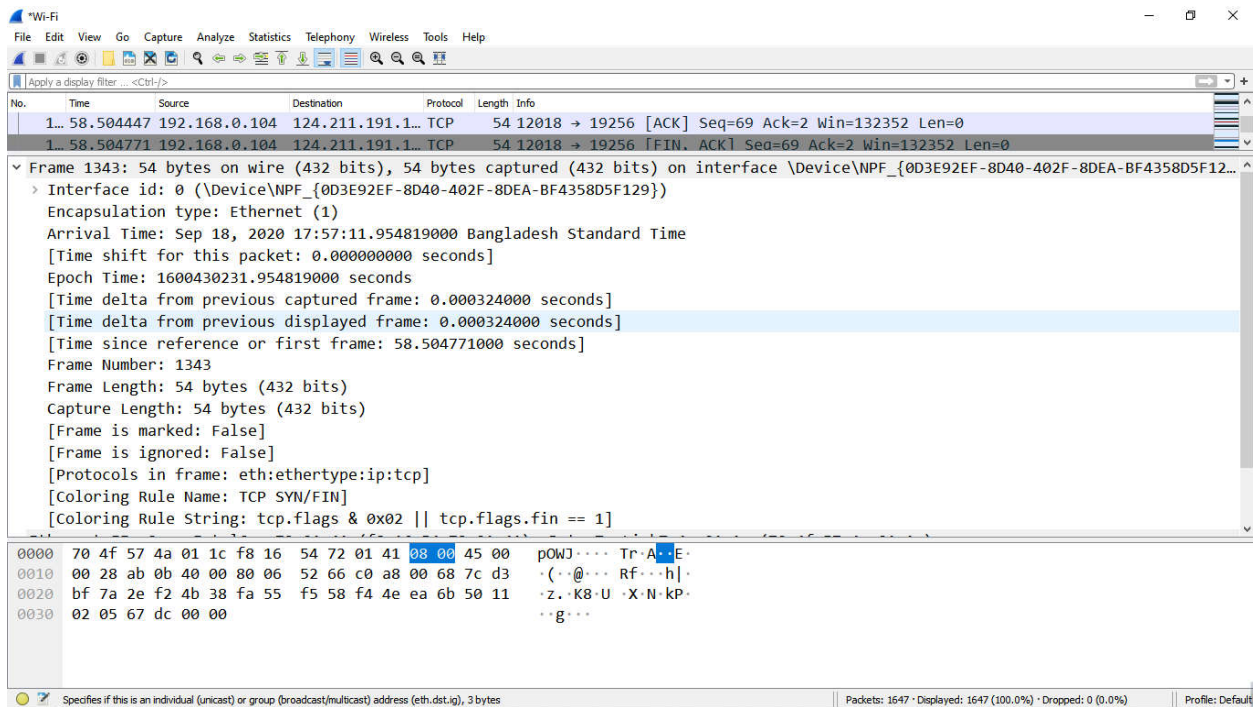 *Wi-Fi
File Edit View Go Capture Analyze Statistics Telephony Wireless Tools Help
Apply a display filter ... <Ctrl-/>
No. Time Source Destination Protocol Length Info
1… 58.504447 192.168.0.104 124.211.191.1… TCP 54 12018 → 19256 [ACK] Seq=69 Ack=2 Win=132352 Len=0
1… 58.504771 192.168.0.104 124.211.191.1… TCP 54 12018 → 19256 [FIN, ACK] Seq=69 Ack=2 Win=132352 Len=0
Frame 1343: 54 bytes on wire (432 bits), 54 bytes captured (432 bits) on interface \Device\NPF_{0D3E92EF-8D40-402F-8DEA-BF4358D5F12…
Interface id: 0 (\Device\NPF_{0D3E92EF-8D40-402F-8DEA-BF4358D5F129})
Encapsulation type: Ethernet (1)
Arrival Time: Sep 18, 2020 17:57:11.954819000 Bangladesh Standard Time
[Time shift for this packet: 0.000000000 seconds]
Epoch Time: 1600430231.954819000 seconds
[Time delta from previous captured frame: 0.000324000 seconds]
[Time delta from previous displayed frame: 0.000324000 seconds]
[Time since reference or first frame: 58.504771000 seconds]
Frame Number: 1343
Frame Length: 54 bytes (432 bits)
Capture Length: 54 bytes (432 bits)
[Frame is marked: False]
[Frame is ignored: False]
[Protocols in frame: eth:ethertype:ip:tcp]
[Coloring Rule Name: TCP SYN/FIN]
[Coloring Rule String: tcp.flags & 0x02 || tcp.flags.fin == 1]
0000 70 4f 57 4a 01 1c f8 16 54 72 01 41 08 00 45 00 pOWJ···· Tr·A··E·
0010 00 28 ab 0b 40 00 80 06 52 66 c0 a8 00 68 7c d3 ·(··@··· Rf···h|·
0020 bf 7a 2e f2 4b 38 fa 55 f5 58 f4 4e ea 6b 50 11 ·z.·K8·U ·X·N·kP·
0030 02 05 67 dc 00 00 ··g···
Specifies if this is an individual (unicast) or group (broadcast/multicast) address (eth.dst.ig), 3 bytes Packets: 1647 · Displayed: 1647 (100.0%) · Dropped: 0 (0.0%) Profile: Default